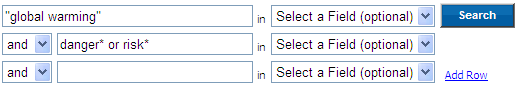 "global warming" in Select a Field (optional) Search
and danger* or risk* in Select a Field (optional)
and in Select a Field (optional) Add Row